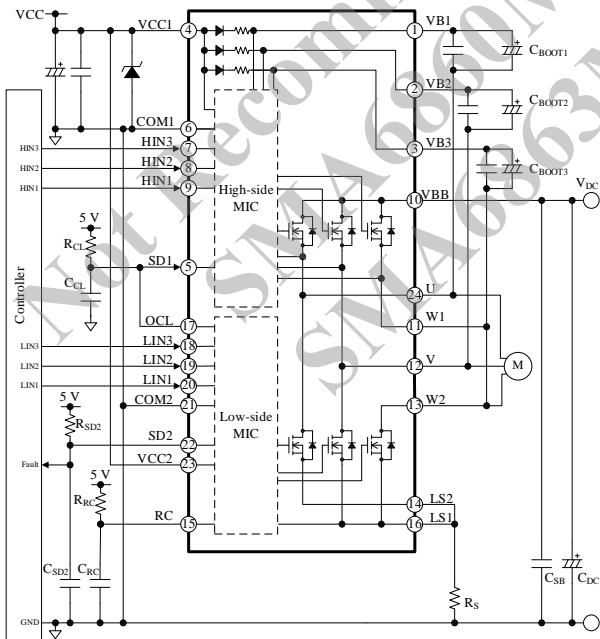 VCC
VCC1
4
1
VB1
CBOOT1
2
VB2
CBOOT2
COM1
6
HIN3
HIN3
7
3
VB3
CBOOT3
HIN2
HIN2
8
HIN1
HIN1
9
High-side
MIC
10
VBB
VDC
5 V
RCL
SD1
5
CCL
24
U
OCL
17
11
W1
Controller
LIN3
LIN3
18
LIN2
LIN2
19
12
V
M
LIN1
LIN1
20
COM2
21
13
W2
5 V
RSD2
SD2
22
Low-side
MIC
Fault
VCC2
23
5 V
RRC
14
LS2
RC
15
16
LS1
CSD2
CRC
RS
CSB
CDC
GND
Not Recomm
SMA6860M
SMA6863M